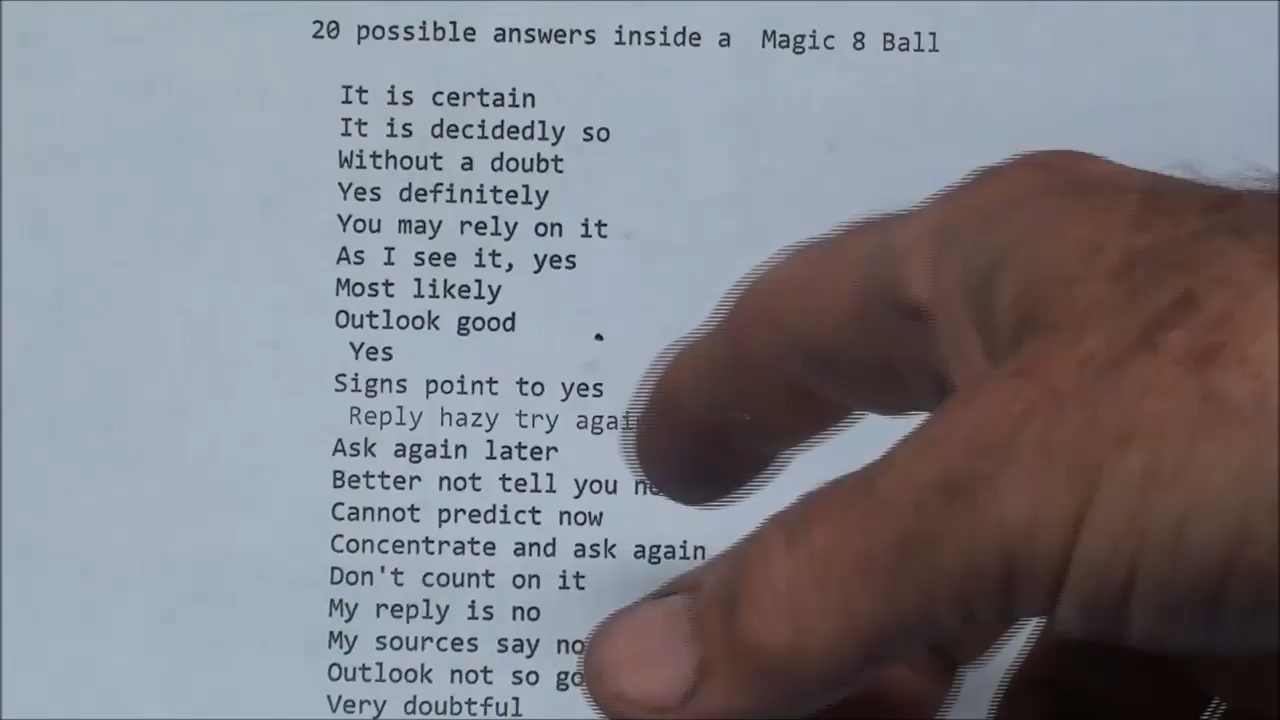 20 possible answers inside a Magic 8 Ball
It is certain
It is decidedly so
Without a doubt
Yes definitely
You may rely on it
As I see it, yes
Most likely
Outlook good
Yes
Signs point to yes
Reply hazy try
Ask again later
Better not tell you
Cannot predict now
Concentrate and ask again
Don't count on it
My reply is no
My sources say no
Outlook not so
Very doubtful